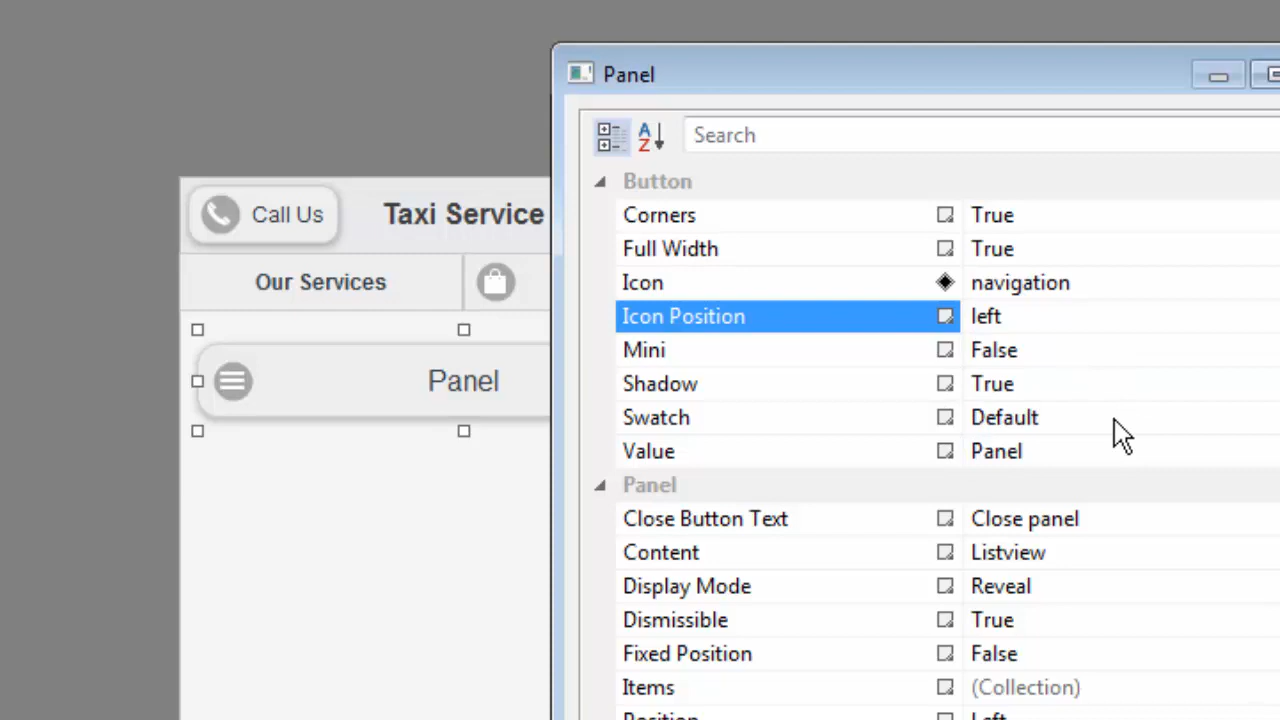 Panel
Search
Button
Corners True
Full Width True
Icon navigation
Icon Position left
Mini False
Shadow True
Swatch Default
Value Panel
Panel
Close Button Text Close panel
Content Listview
Display Mode Reveal
Dismissible True
Fixed Position False
Items (Collection)
Position Left
Call Us Taxi Service
Our Services
Panel